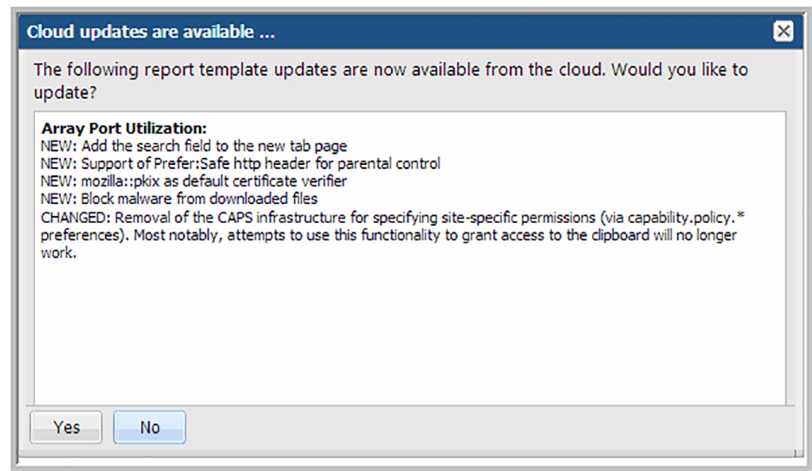 Cloud updates are available ...
The following report template updates are now available from the cloud. Would you like to
update?
Array Port Utilization:
NEW: Add the search field to the new tab page
NEW: Support of Prefer:Safe http header for parental control
NEW: mozilla::pkix as default certificate verifier
NEW: Block malware from downloaded files
CHANGED: Removal of the CAPS infrastructure for specifying site-specific permissions (via capability.policy.*
preferences). Most notably, attempts to use this functionality to grant access to the clipboard will no longer
work.
Yes No